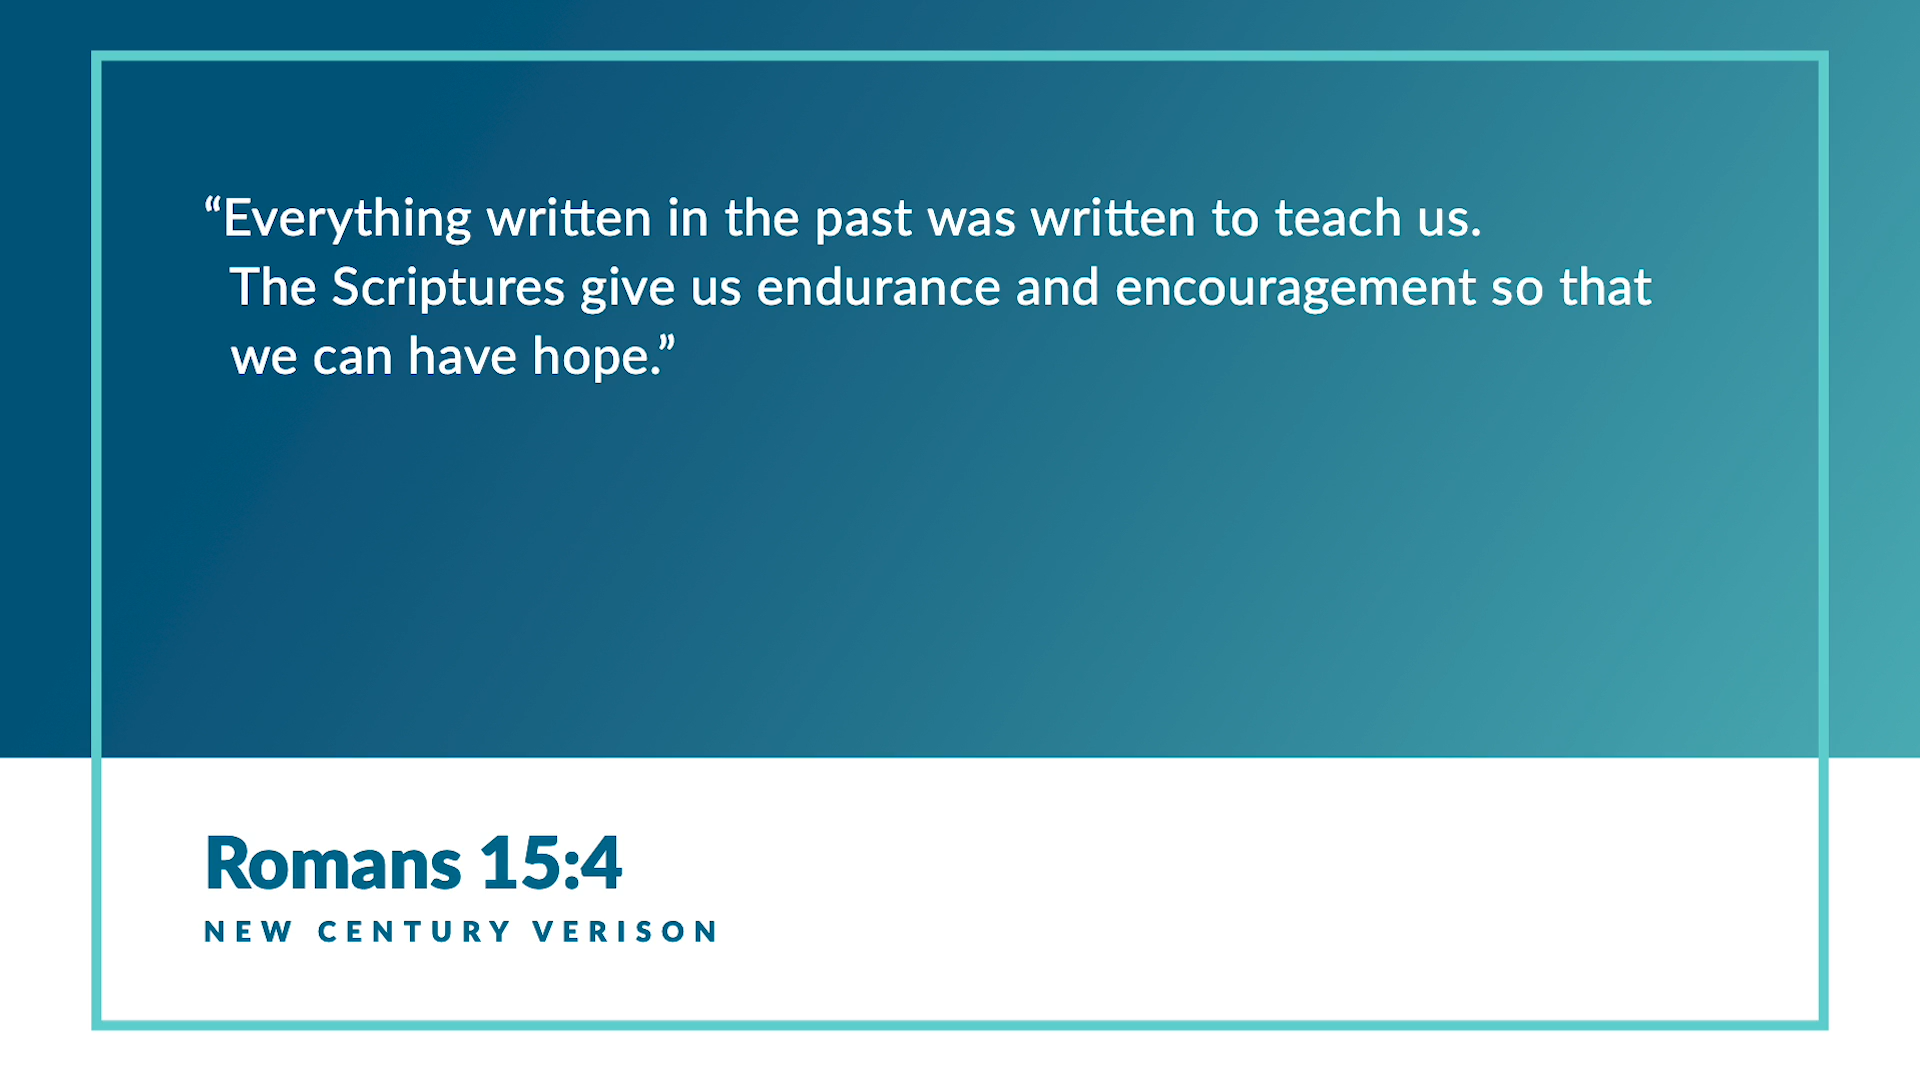 “Everything written in the past was written to teach us.
The Scriptures give us endurance and encouragement so that
we can have hope.”
Romans 15:4
NEW CENTURY VERISON